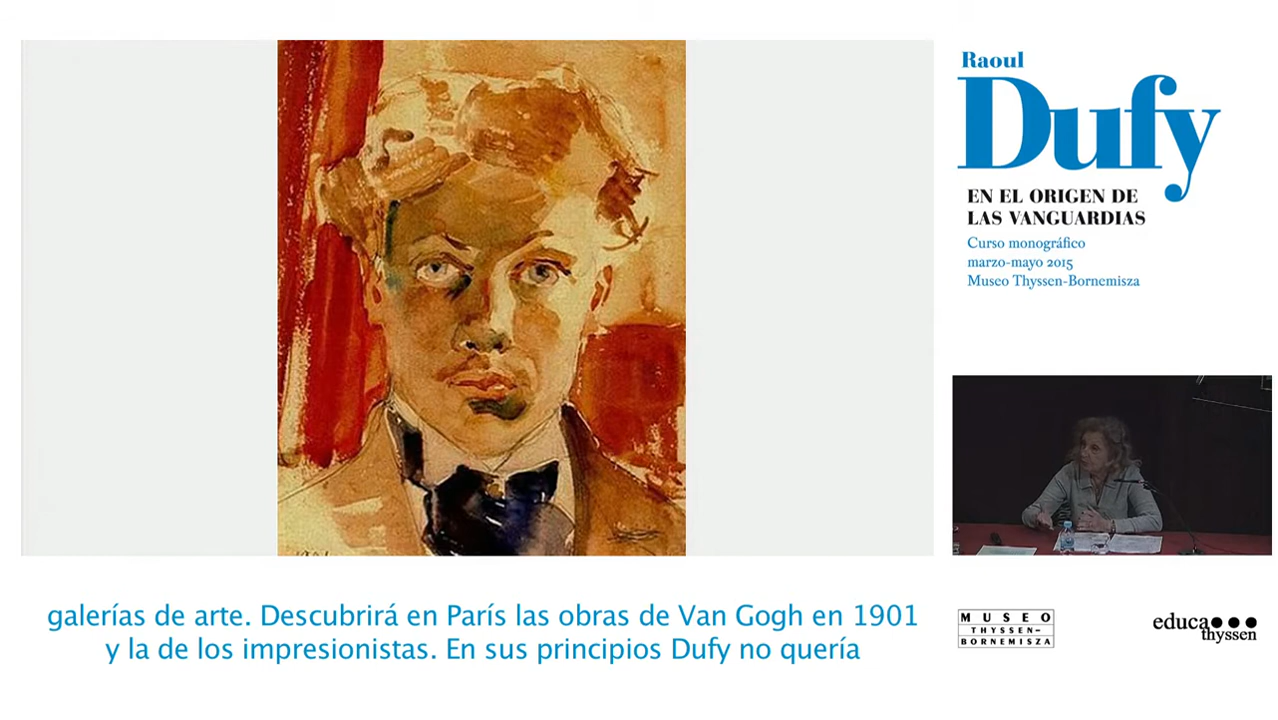 Raoul
Dufy
EN EL ORIGEN DE
LAS VANGUARDIAS
Curso monográfico
marzo-mayo 2015
Museo Thyssen-Bornemisza
galerías de arte. Descubrirá en París las obras de Van Gogh en 1901
y la de los impresionistas. En sus principios Dufy no quería
MUSEO
THYSSEN-
BORNEMISZA
educa
thyssen